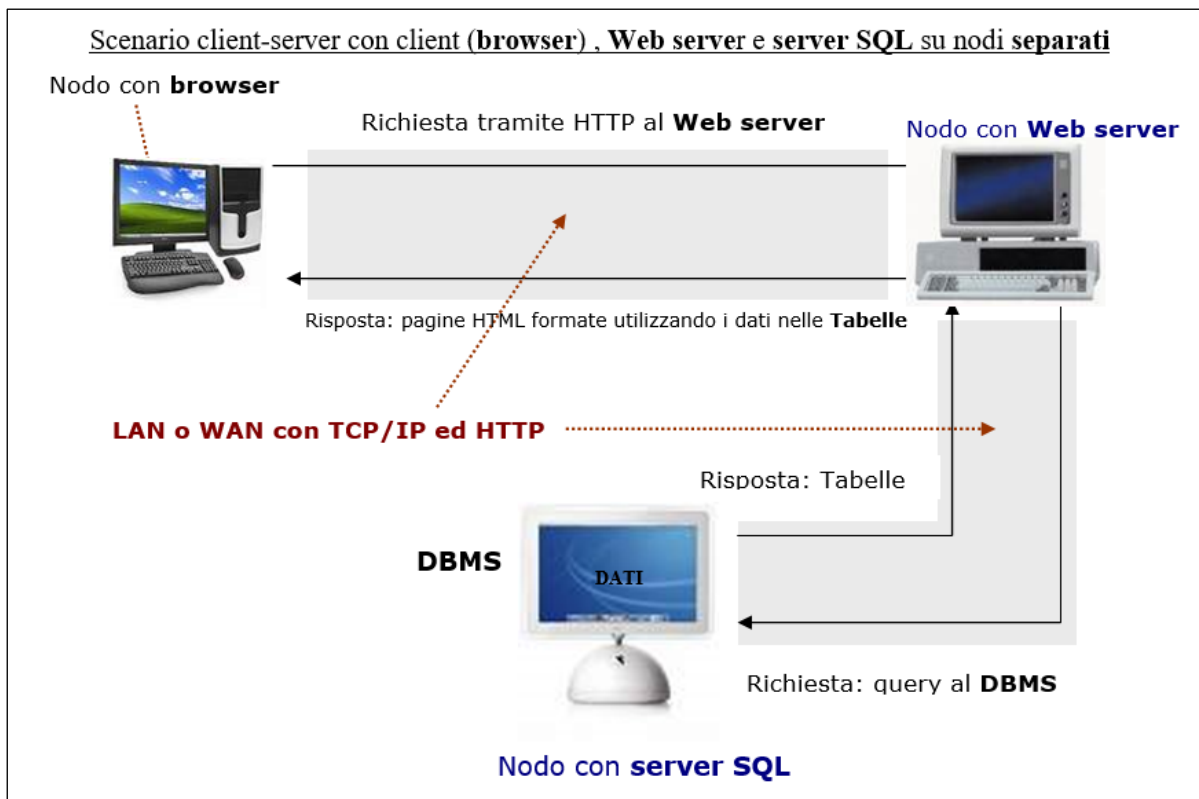 Scenario client-server con client (browser) , Web server e server SQL su nodi separati
Nodo con browser
Richiesta tramite HTTP al Web server
Nodo con Web server
Risposta: pagine HTML formate utilizzando i dati nelle Tabelle
LAN o WAN con TCP/IP ed HTTP
Risposta: Tabelle
DBMS
DATI
Richiesta: query al DBMS
Nodo con server SQL